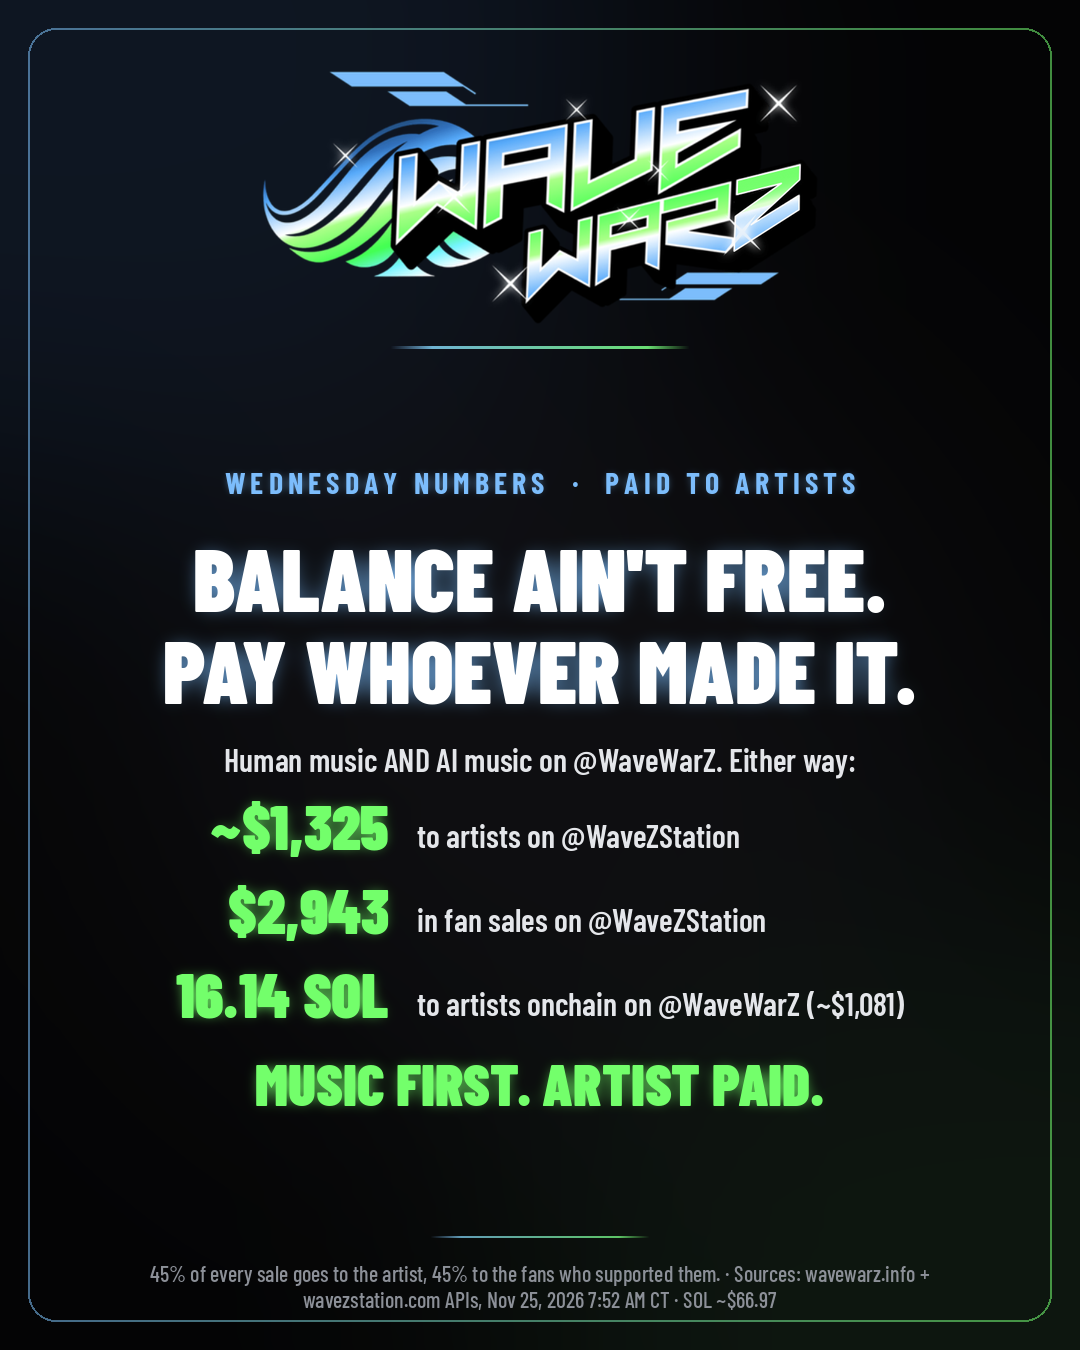 WAVE
WARZ
WEDNESDAY NUMBERS · PAID TO ARTISTS
BALANCE AIN'T FREE.
PAY WHOEVER MADE IT.
Human music AND AI music on @WaveWarZ. Either way:
~$1,325 to artists on @WaveZStation
$2,943 in fan sales on @WaveZStation
16.14 SOL to artists onchain on @WaveWarZ (~$1,081)
MUSIC FIRST. ARTIST PAID.
45% of every sale goes to the artist, 45% to the fans who supported them. · Sources: wavewarz.info +
wavezstation.com APIs, Nov 25, 2026 7:52 AM CT · SOL ~$66.97